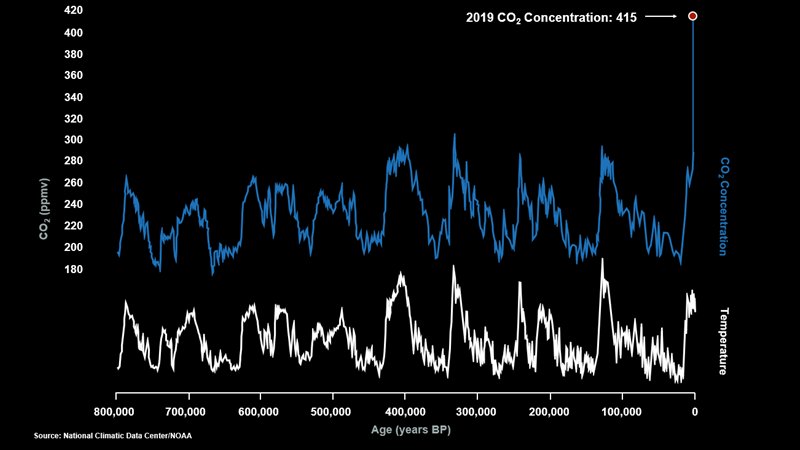 420
400
380
360
340
320
300
280
260
240
220
200
180
CO₂ (ppmv)
2019 CO₂ Concentration: 415
CO₂ Concentration
Temperature
800,000 700,000 600,000 500,000 400,000 300,000 200,000 100,000 0
Age (years BP)
Source: National Climatic Data Center/NOAA